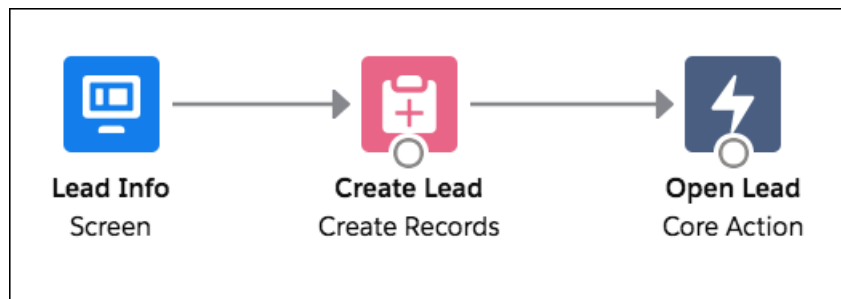 Lead Info
Screen
Create Lead
Create Records
Open Lead
Core Action